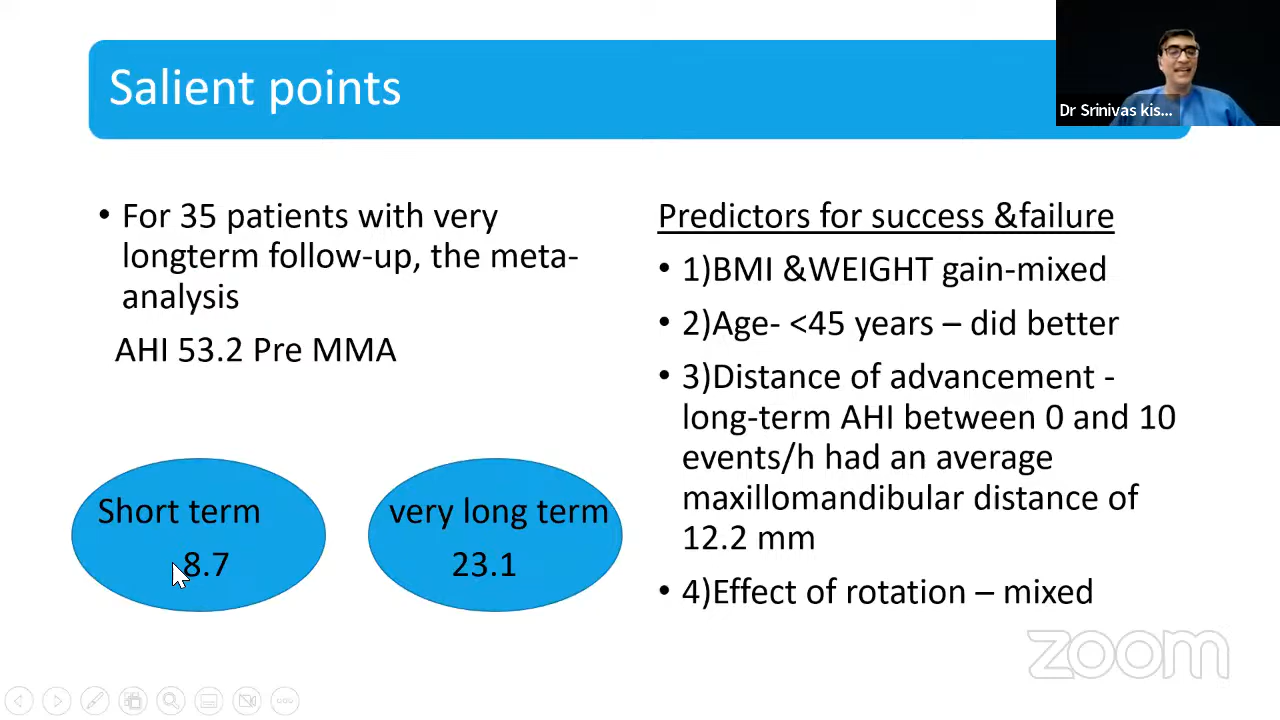 Salient points
Dr Srinivas kis...
• For 35 patients with very
longterm follow-up, the meta-
analysis
AHI 53.2 Pre MMA
Short term
8.7
very long term
23.1
Predictors for success &failure
• 1)BMI &WEIGHT gain-mixed
• 2)Age- <45 years – did better
• 3)Distance of advancement -
long-term AHI between 0 and 10
events/h had an average
maxillomandibular distance of
12.2 mm
• 4)Effect of rotation – mixed
zoom